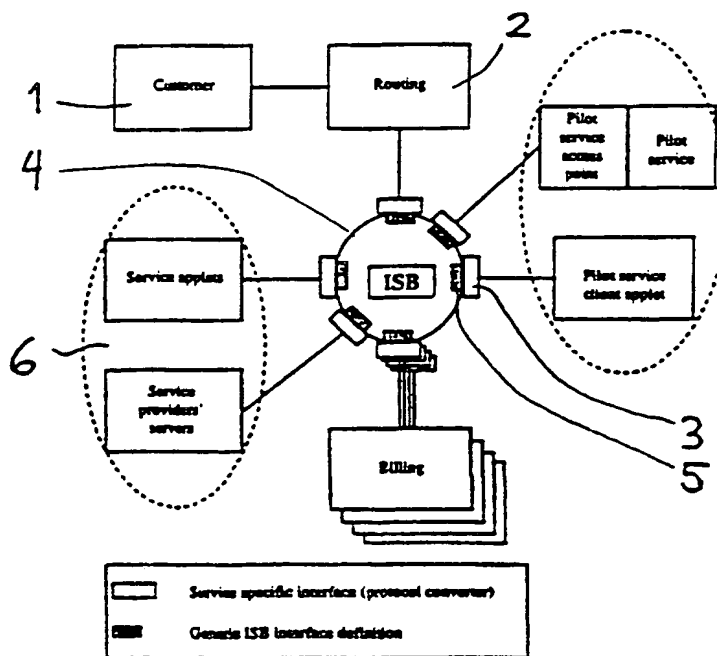 1
Customer
Routing
2
4
Pilot
service
access
point
Pilot
service
Service applets
ISB
Pilot service
client applet
6
Service
providers'
servers
3
5
Billing
Service specific interface (protocol converter)
Generic ISB interface definition